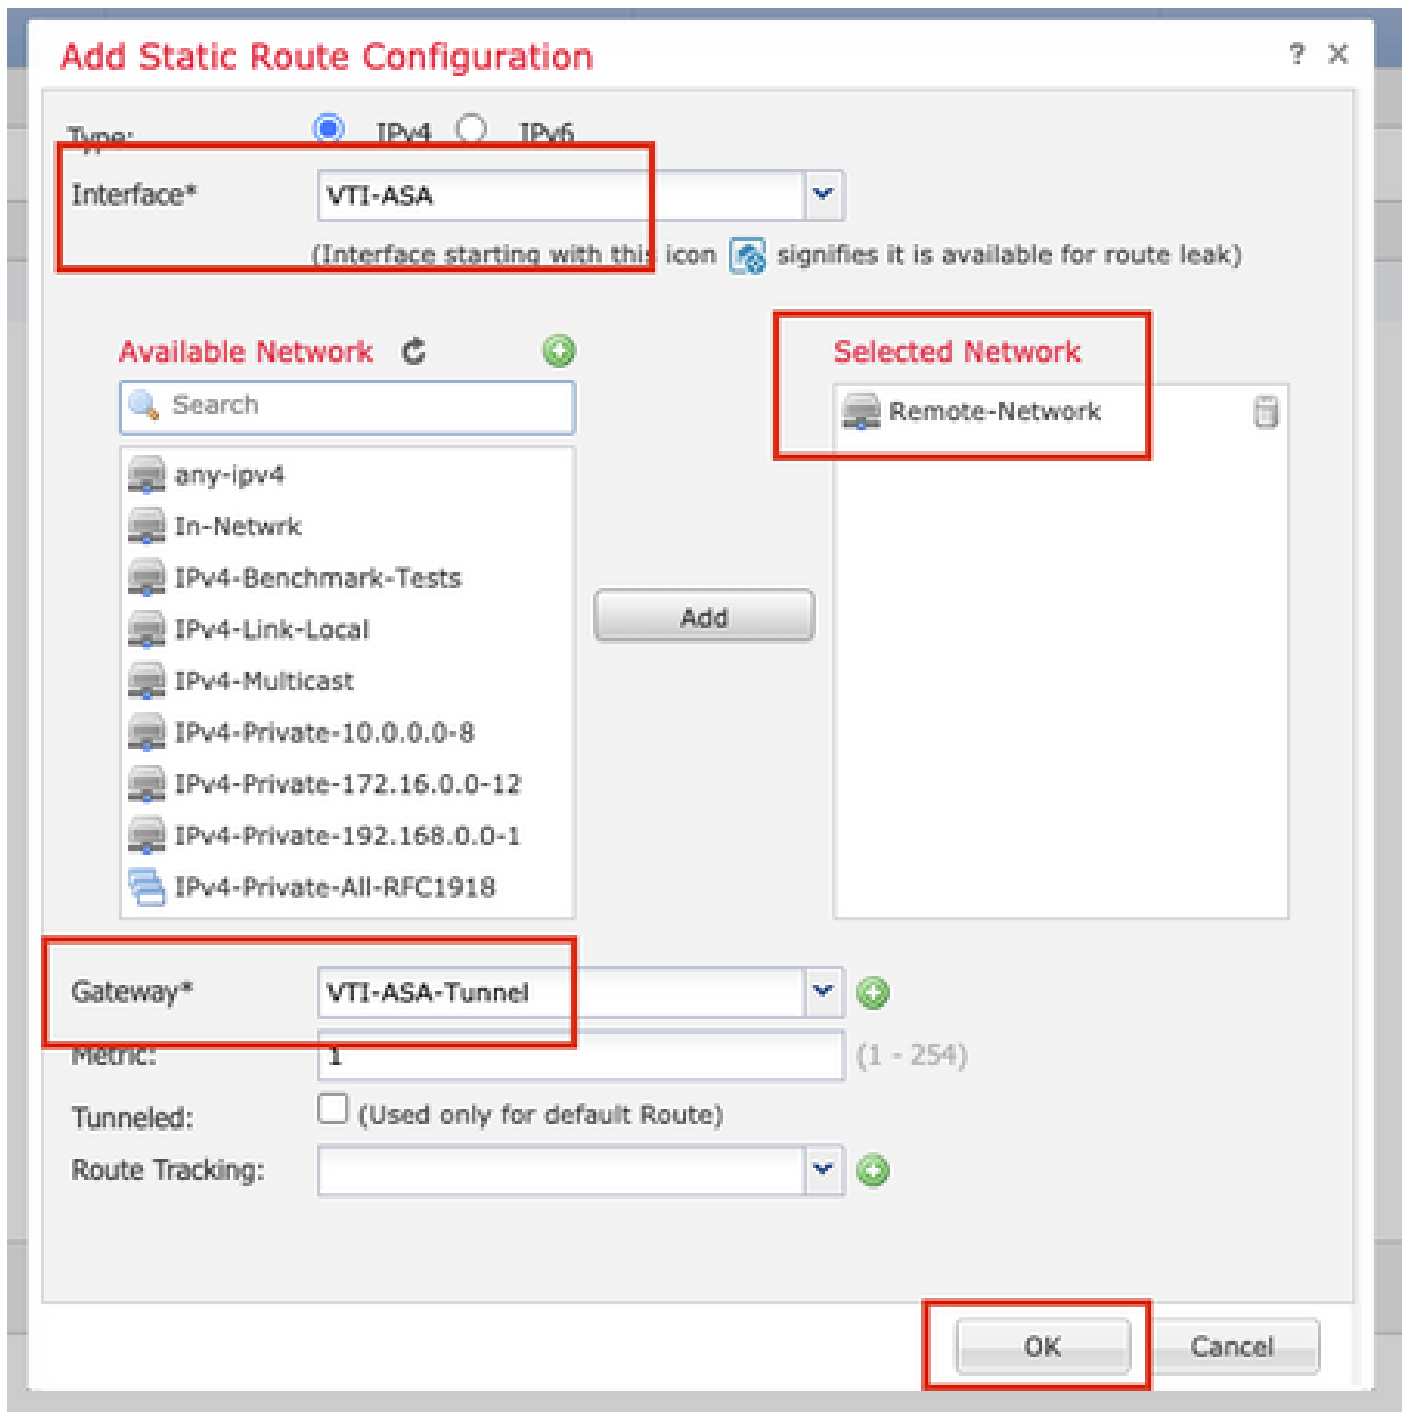 Add Static Route Configuration ? X
Type: IPv4 IPv6
Interface* VTI-ASA
(Interface starting with this icon signifies it is available for route leak)
Available Network Selected Network
Search Remote-Network
any-ipv4
In-Netwrk
IPv4-Benchmark-Tests
IPv4-Link-Local
Add
IPv4-Multicast
IPv4-Private-10.0.0.0-8
IPv4-Private-172.16.0.0-12
IPv4-Private-192.168.0.0-1
IPv4-Private-All-RFC1918
Gateway* VTI-ASA-Tunnel
Metric: 1 (1 - 254)
Tunneled: (Used only for default Route)
Route Tracking:
OK Cancel